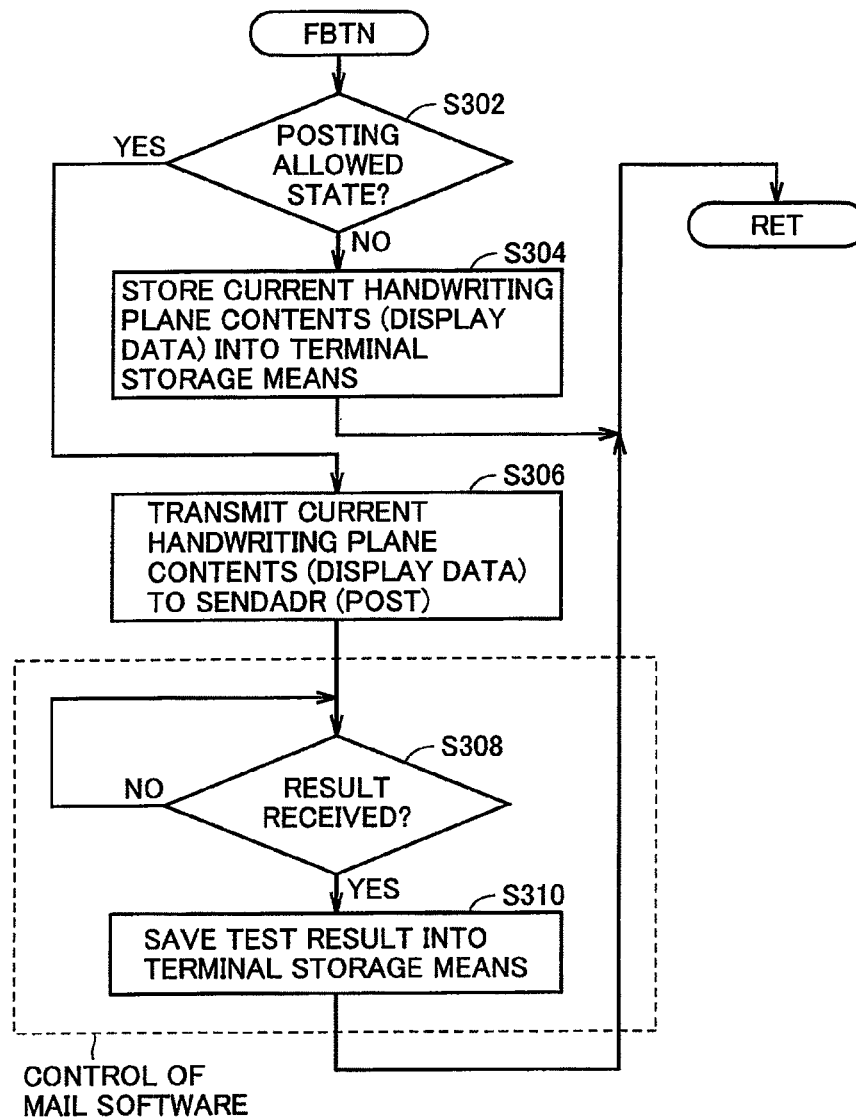 FBTN
S302
YES
POSTING
ALLOWED
STATE?
RET
NO
S304
STORE CURRENT HANDWRITING
PLANE CONTENTS (DISPLAY
DATA) INTO TERMINAL
STORAGE MEANS
S306
TRANSMIT CURRENT
HANDWRITING PLANE
CONTENTS (DISPLAY DATA)
TO SENDADR (POST)
S308
NO
RESULT
RECEIVED?
YES
S310
SAVE TEST RESULT INTO
TERMINAL STORAGE MEANS
CONTROL OF
MAIL SOFTWARE